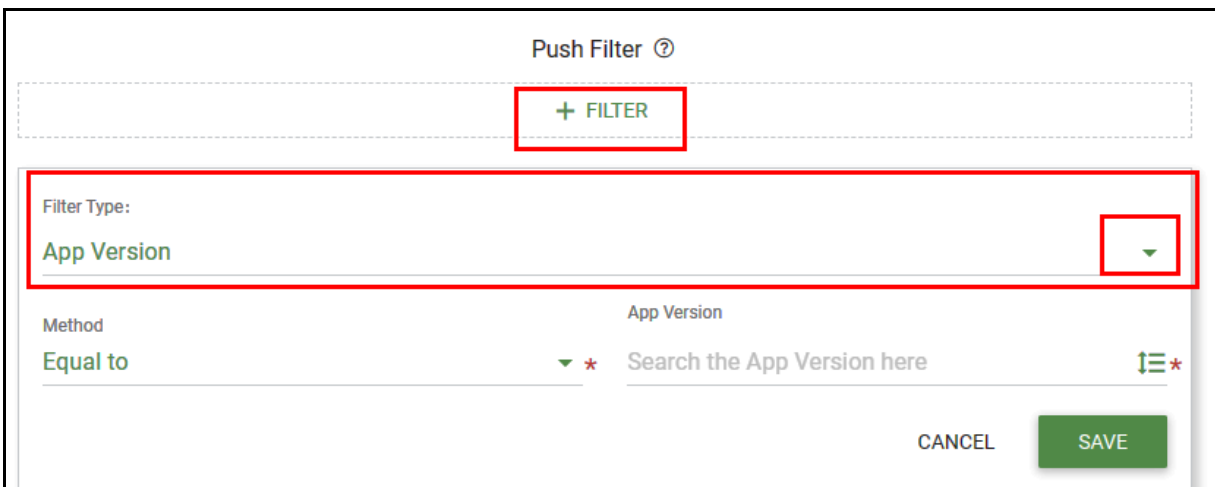 Push Filter ?
+ FILTER
Filter Type:
App Version
Method
App Version
Equal to *
Search the App Version here *
CANCEL SAVE